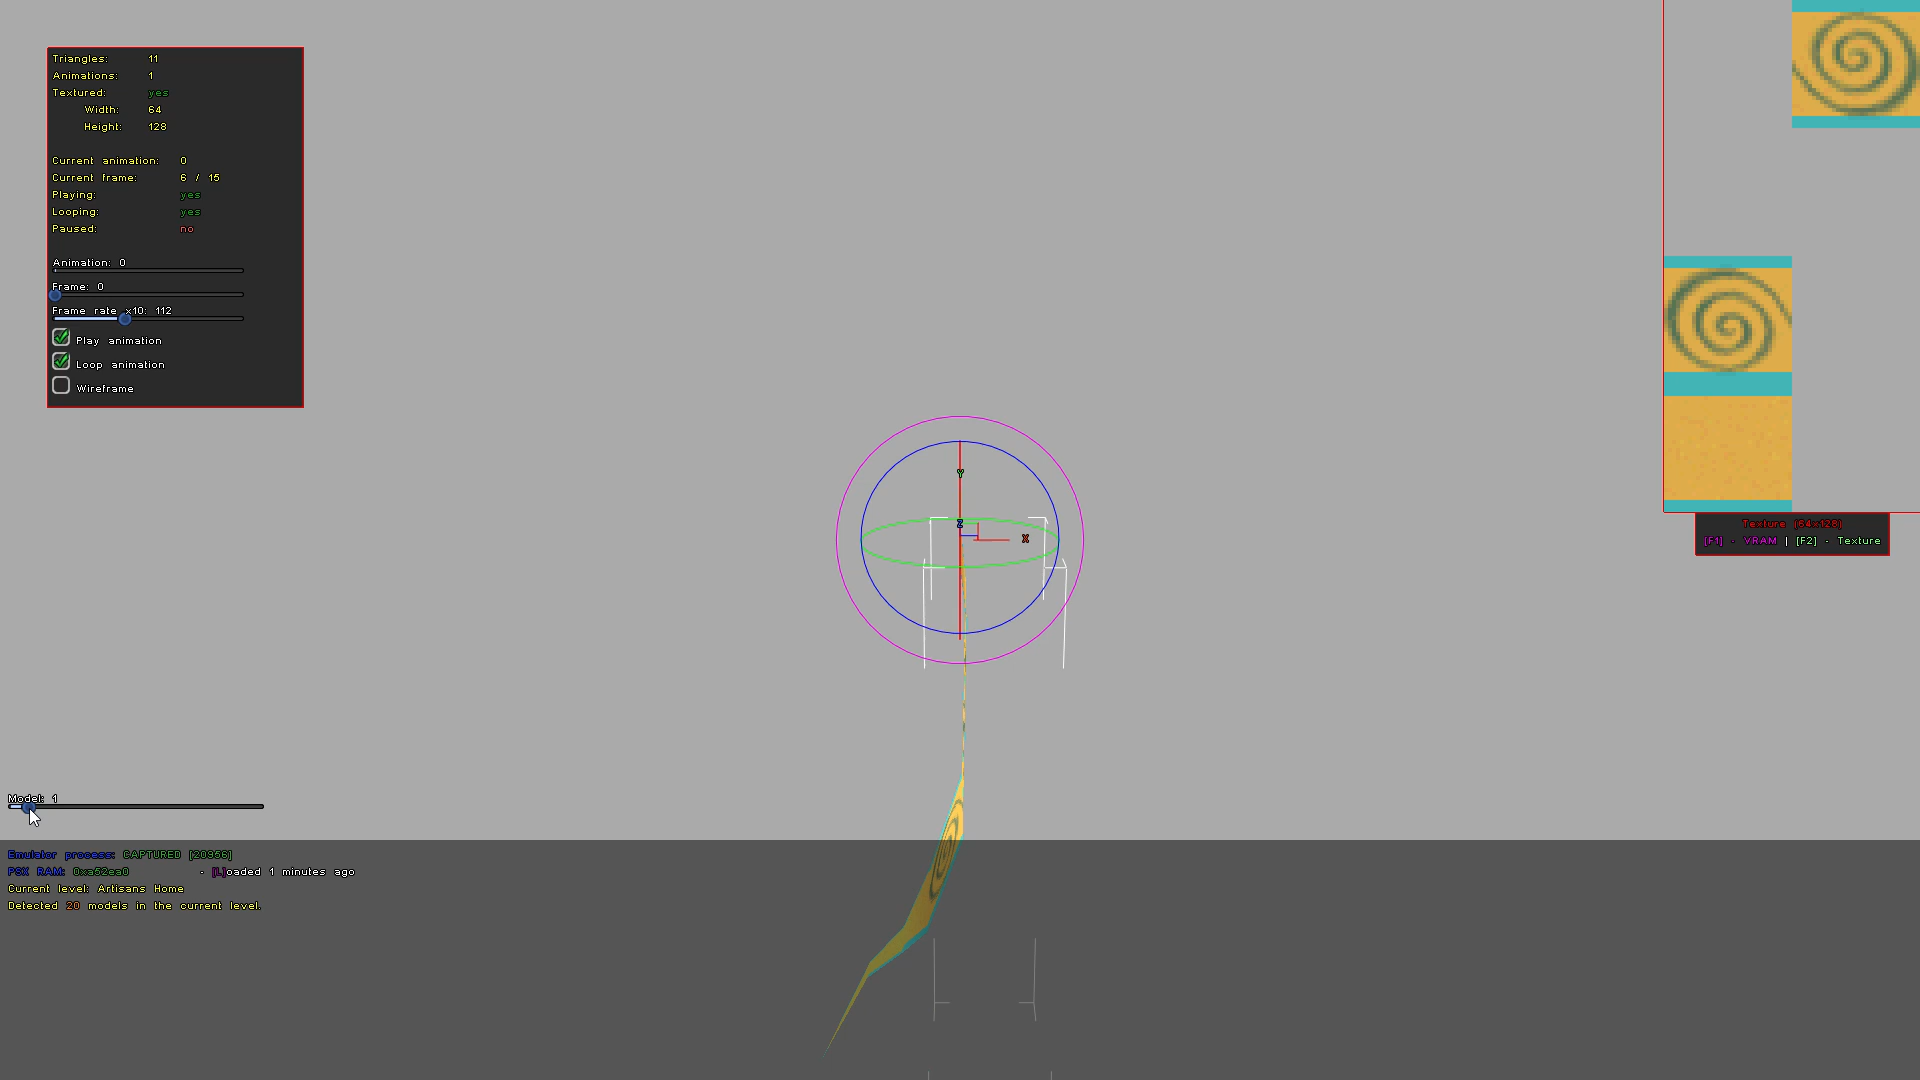 Triangles: 11
Animations: 1
Textured: yes
Width: 64
Height: 128
Current animation: 0
Current frame: 6 / 15
Playing: yes
Looping: yes
Paused: no
Animation: 0
Frame: 0
Frame rate x10: 112
Play animation
Loop animation
Wireframe
Y
Z
X
Texture (64x128)
[F1] - VRAM | [F2] - Texture
Model: 1
Emulator process: CAPTURED [20956]
PSX RAM: 0xa52ea0 - [L]oaded 1 minutes ago
Current level: Artisans Home
Detected 20 models in the current level.